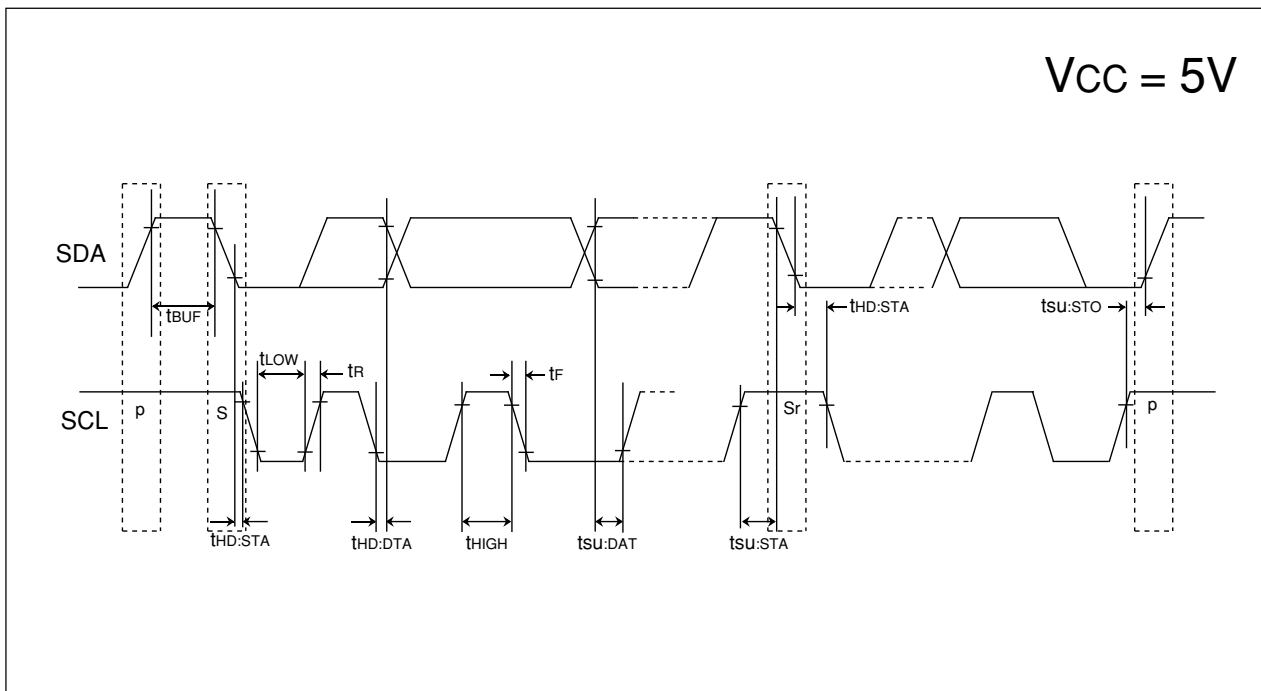 VCC = 5V
SDA
tBUF
tHD:STA
tsu:STO
tLOW
tR
tF
SCL
p
S
Sr
p
tHD:STA
tHD:DTA
tHIGH
tsu:DAT
tsu:STA